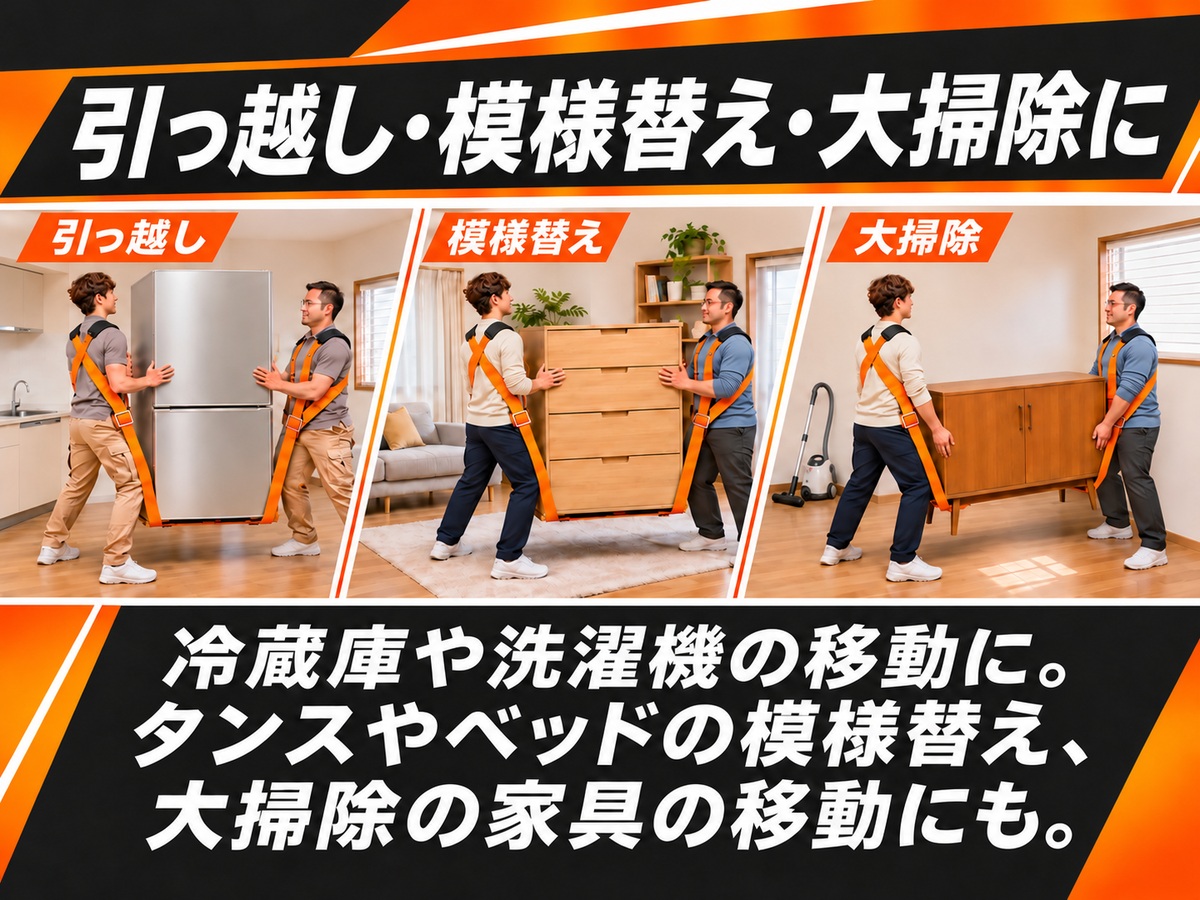 引っ越し・模様替え・大掃除に
引っ越し
模様替え
大掃除
冷蔵庫や洗濯機の移動に。
タンスやベッドの模様替え、
大掃除の家具の移動にも。